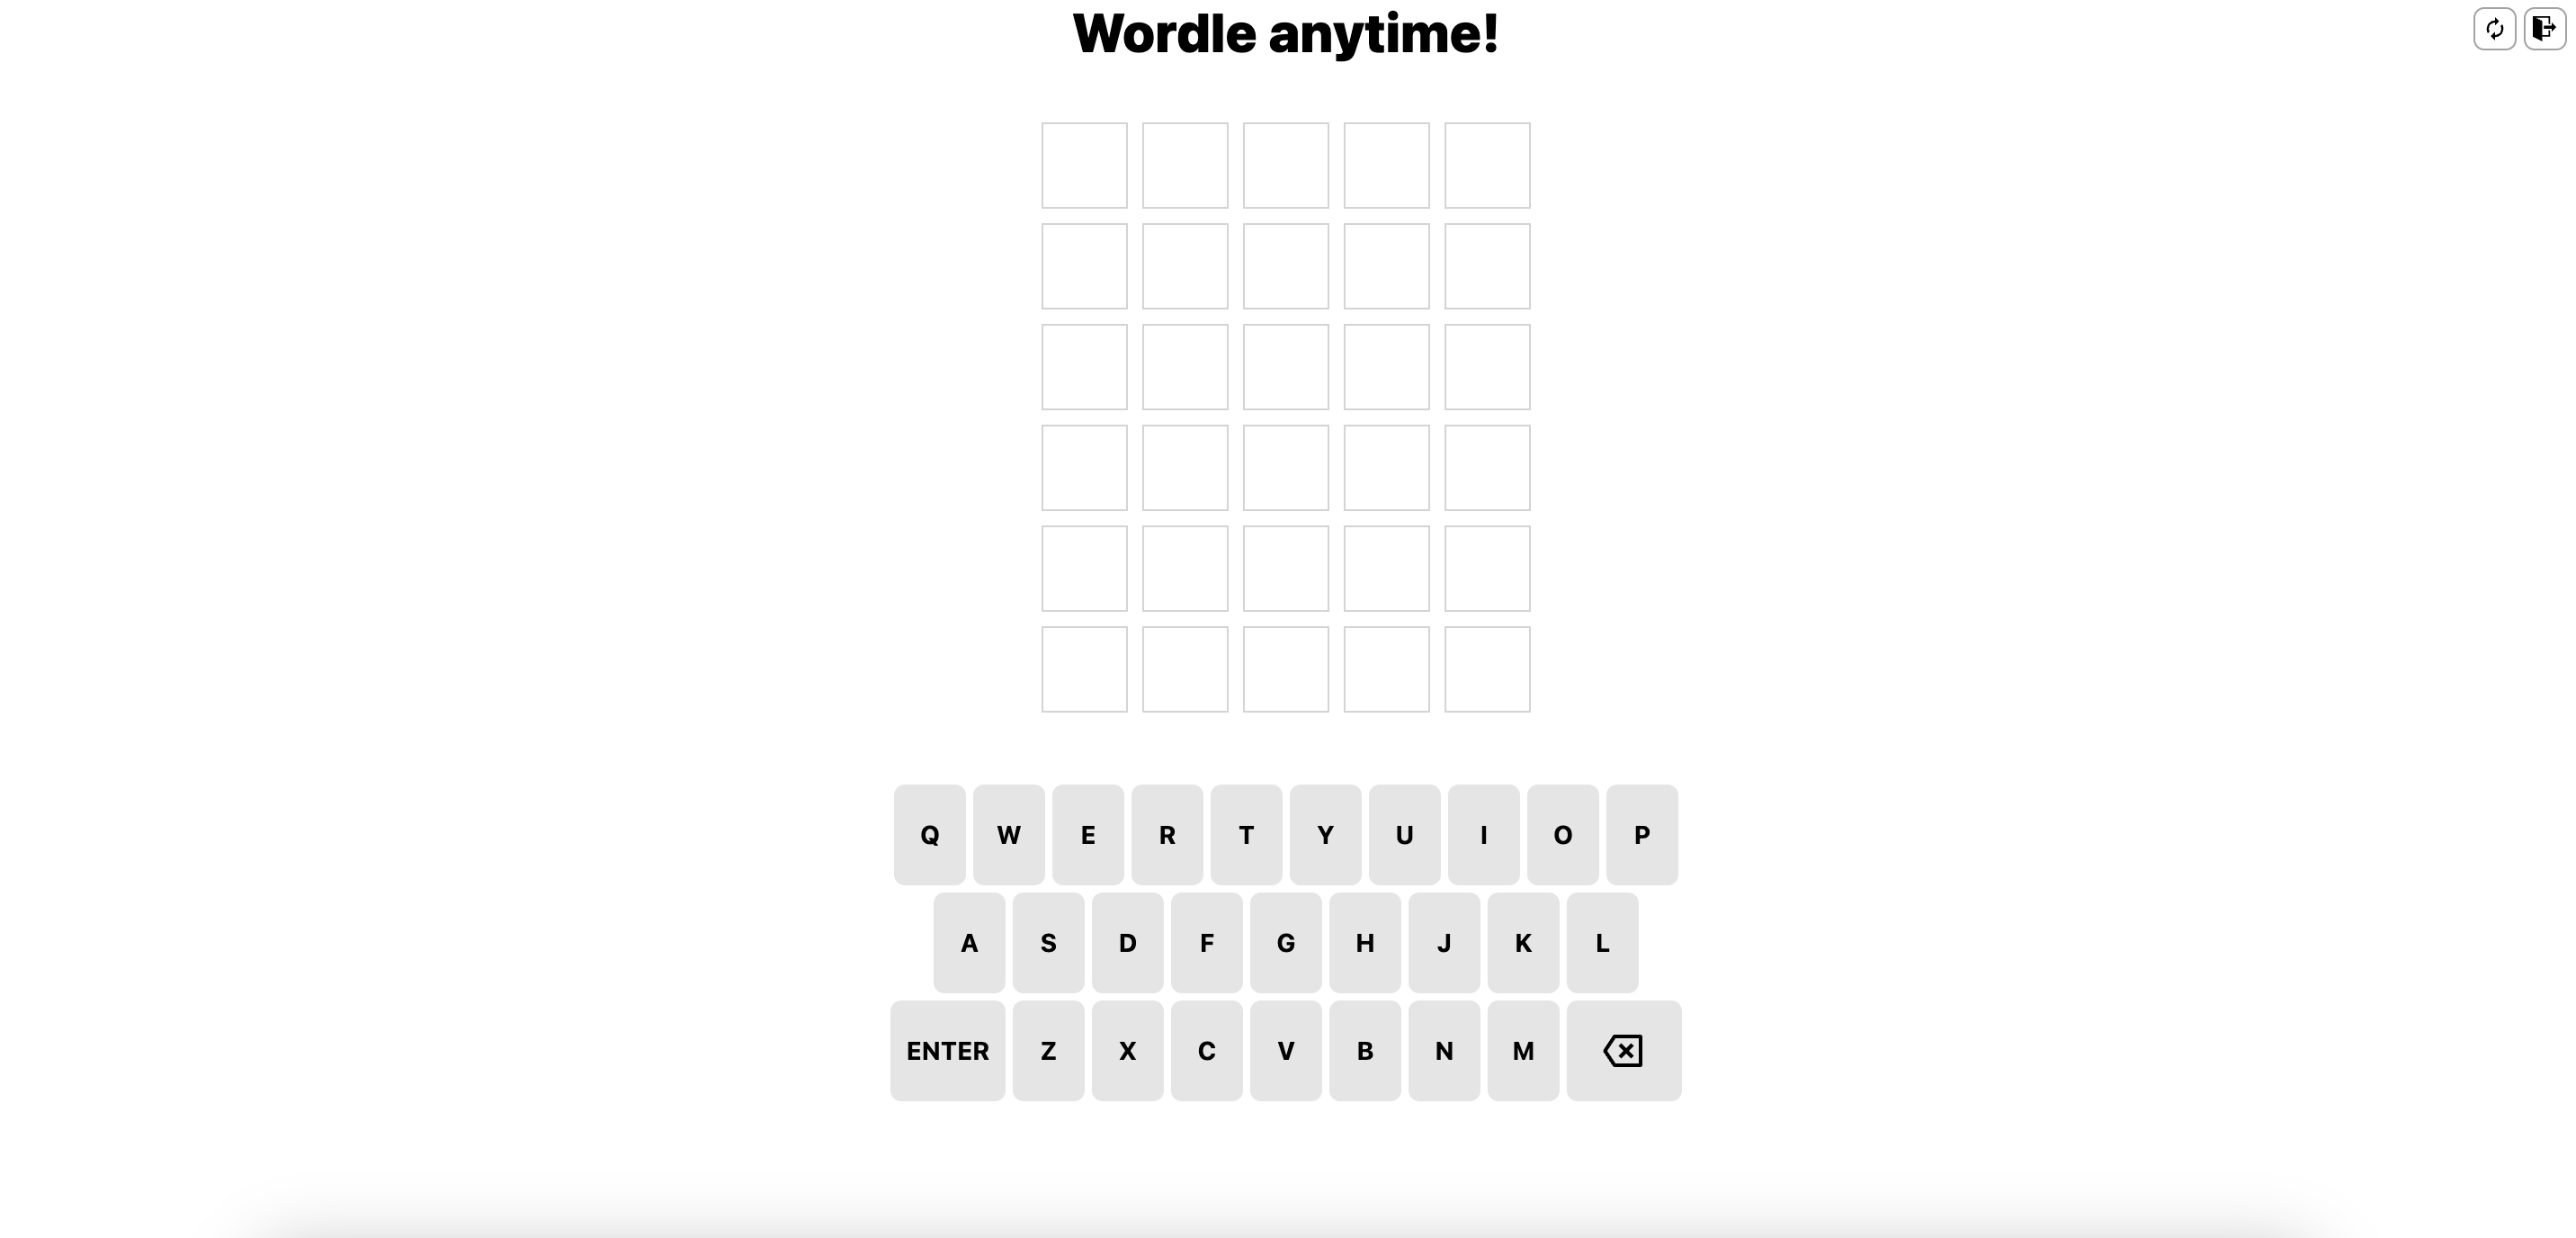 Wordle anytime!
Q W E R T Y U I O P
A S D F G H J K L
ENTER Z X C V B N M